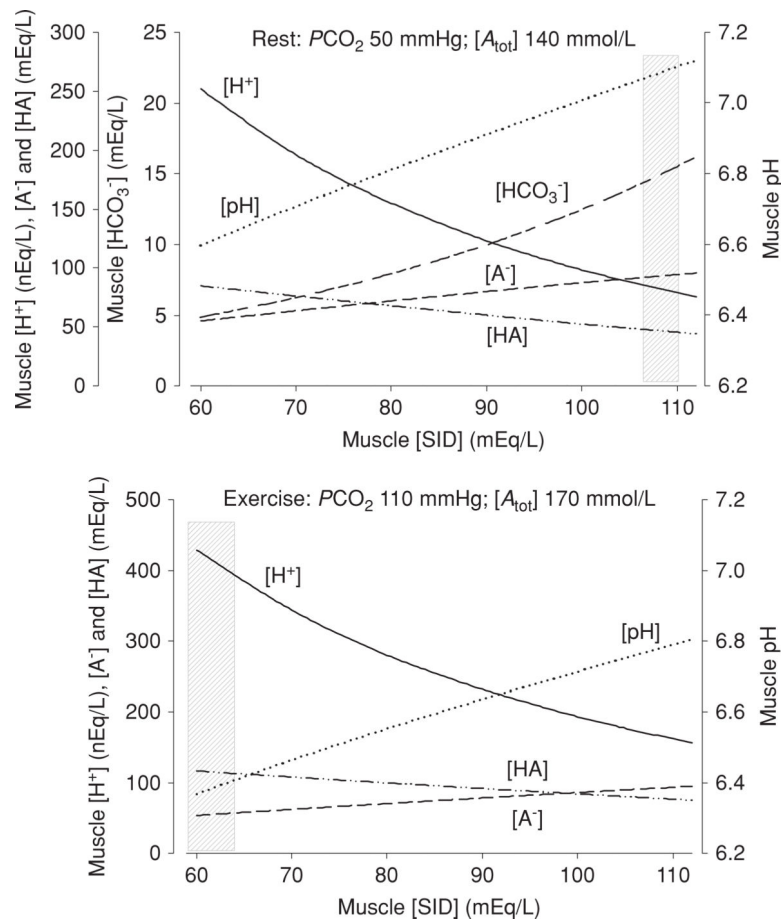 Rest: PCO₂ 50 mmHg; [Aₜₒₜ] 140 mmol/L
Muscle [H⁺] (nEq/L), [A⁻] and [HA] (mEq/L)
300
250
200
150
100
50
0
Muscle [HCO₃⁻] (mEq/L)
25
20
15
10
5
0
[H⁺]
[pH]
[HCO₃⁻]
[A⁻]
[HA]
7.2
7.0
6.8
6.6
6.4
6.2
Muscle pH
60 70 80 90 100 110
Muscle [SID] (mEq/L)
Exercise: PCO₂ 110 mmHg; [Aₜₒₜ] 170 mmol/L
Muscle [H⁺] (nEq/L), [A⁻] and [HA] (mEq/L)
500
400
300
200
100
0
[H⁺]
[pH]
[HA]
[A⁻]
7.2
7.0
6.8
6.6
6.4
6.2
Muscle pH
60 70 80 90 100 110
Muscle [SID] (mEq/L)